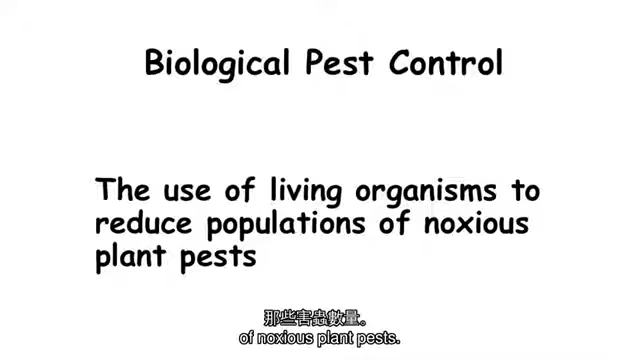 Biological Pest Control
The use of living organisms to
reduce populations of noxious
plant pests
那些害蟲數量。
of noxious plant pests.